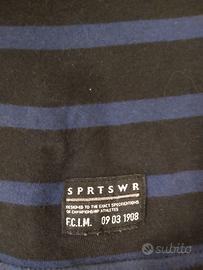 SPRTSWR
DESIGNED TO THE EXACT SPECIFICATIONS
OF CHAMPIONSHIP ATHLETES
F.C.I.M. 09 03 1908
subito